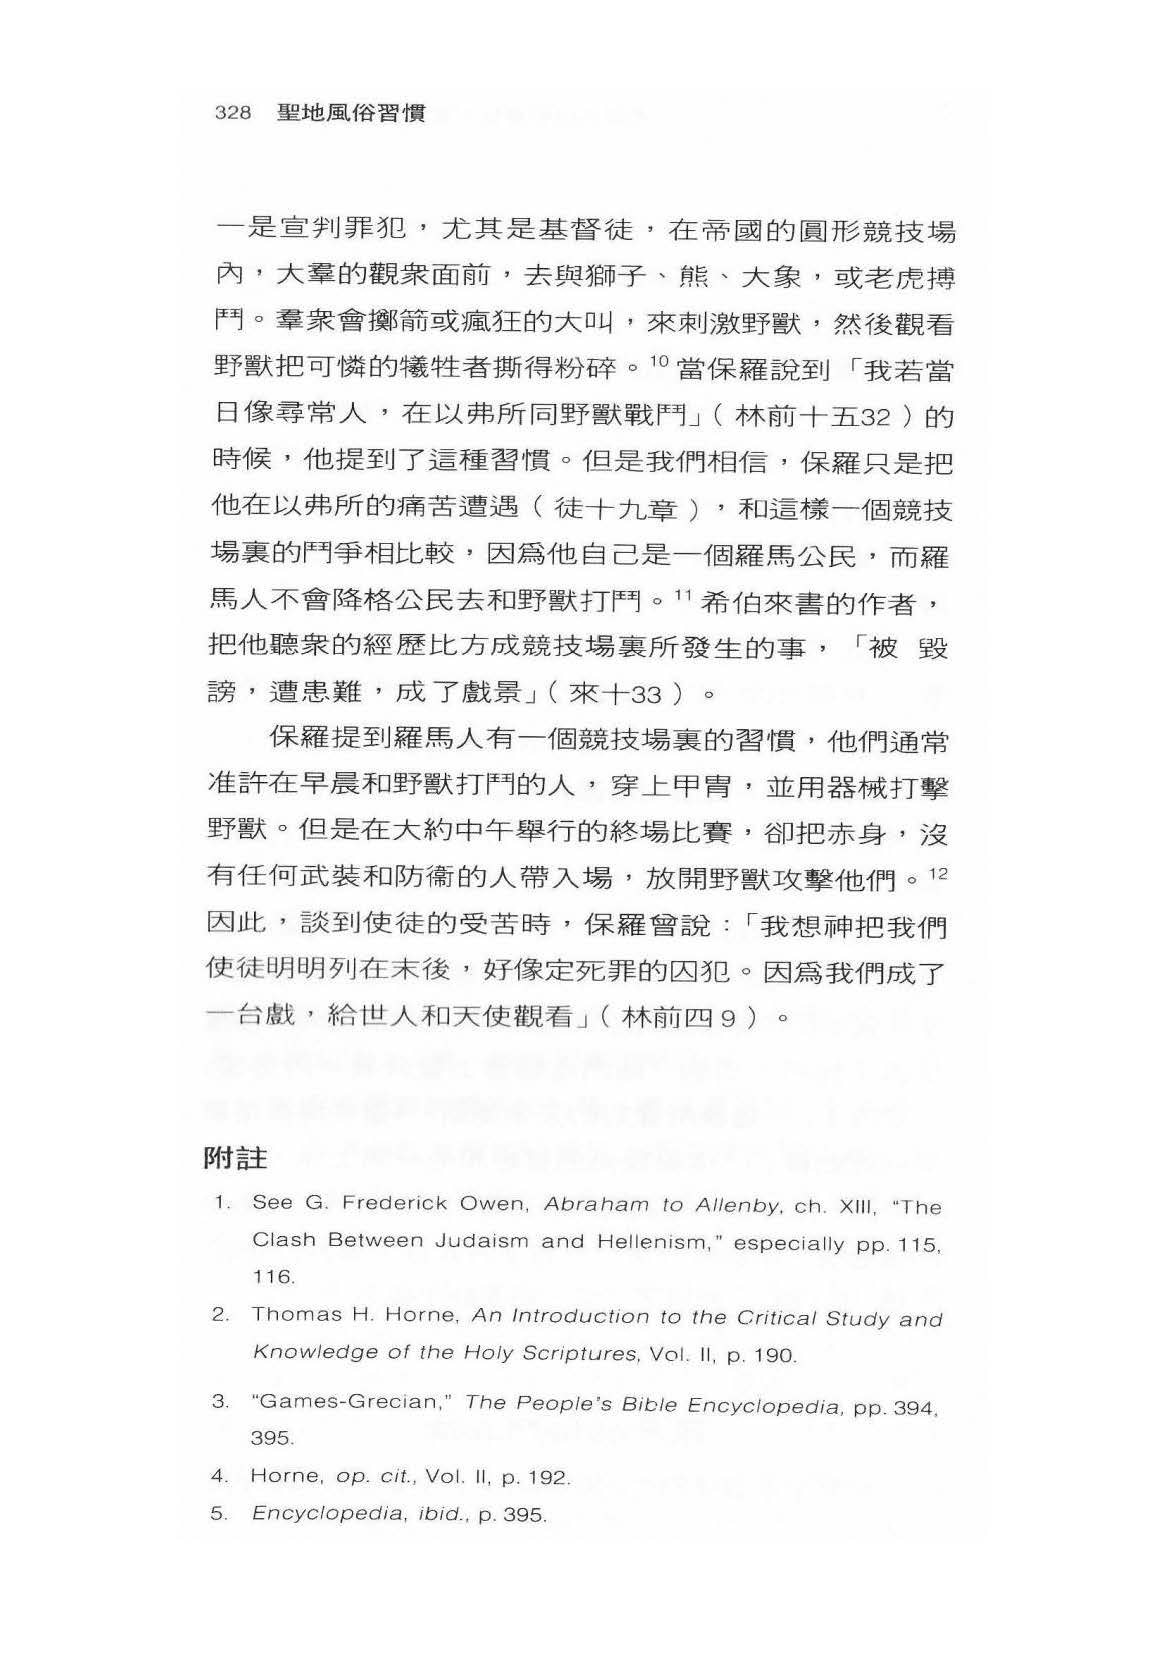 328 聖地風俗習慣
一是宣判罪犯，尤其是基督徒，在帝國的圓形競技場
內，大羣的觀衆面前，去與獅子、熊、大象，或老虎搏
鬥。羣衆會擲箭或瘋狂的大叫，來刺激野獸，然後觀看
野獸把可憐的犧牲者撕得粉碎。10 當保羅說到「我若當
日像尋常人，在以弗所同野獸戰鬥」（林前十五32）的
時候，他提到了這種習慣。但是我們相信，保羅只是把
他在以弗所的痛苦遭遇（徒十九章），和這樣一個競技
場裏的鬥爭相比較，因爲他自己是一個羅馬公民，而羅
馬人不會降格公民去和野獸打鬥。11 希伯來書的作者，
把他聽衆的經歷比方成競技場裏所發生的事，「被 毀
謗，遭患難，成了戲景」（來十33）。
保羅提到羅馬人有一個競技場裏的習慣，他們通常
准許在早晨和野獸打鬥的人，穿上甲冑，並用器械打擊
野獸。但是在大約中午舉行的終場比賽，卻把赤身，沒
有任何武裝和防衞的人帶入場，放開野獸攻擊他們。12
因此，談到使徒的受苦時，保羅曾說：「我想神把我們
使徒明明列在末後，好像定死罪的囚犯。因爲我們成了
一台戲，給世人和天使觀看」（林前四9）。
附註
1. See G. Frederick Owen, Abraham to Allenby, ch. XIII, “The
Clash Between Judaism and Hellenism,” especially pp. 115,
116.
2. Thomas H. Horne, An Introduction to the Critical Study and
Knowledge of the Holy Scriptures, Vol. II, p. 190.
3. “Games-Grecian,” The People’s Bible Encyclopedia, pp. 394,
395.
4. Horne, op. cit., Vol. II, p. 192.
5. Encyclopedia, ibid., p. 395.